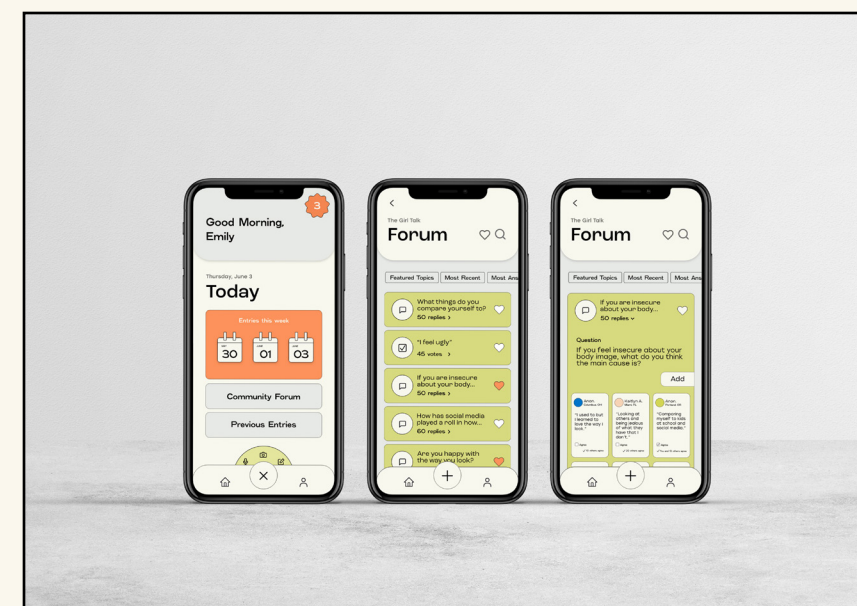 3
Good Morning,
Emily
Thursday, June 3
Today
Entries this week
30
01
03
Community Forum
Previous Entries
The Girl Talk
Forum
Featured Topics
Most Recent
Most Ans
What things do you
compare yourself to?
50 replies >
"I feel ugly"
45 votes >
If you are insecure
about your body...
50 replies >
How has social media
played a roll in how...
60 replies >
Are you happy with
the way you look?
The Girl Talk
Forum
Featured Topics
Most Recent
Most Ans
If you are insecure
about your body...
50 replies
Question
If you feel insecure about your
body image, what do you think
the main cause is?
Add
Anon.
"I used to but
I learned to
love the way I
look."
Kaitlyn A.
"Looking at
others and
being jealous
of what they
have that I
don't."
Anon.
"Comparing
myself to kids
at school and
social media."